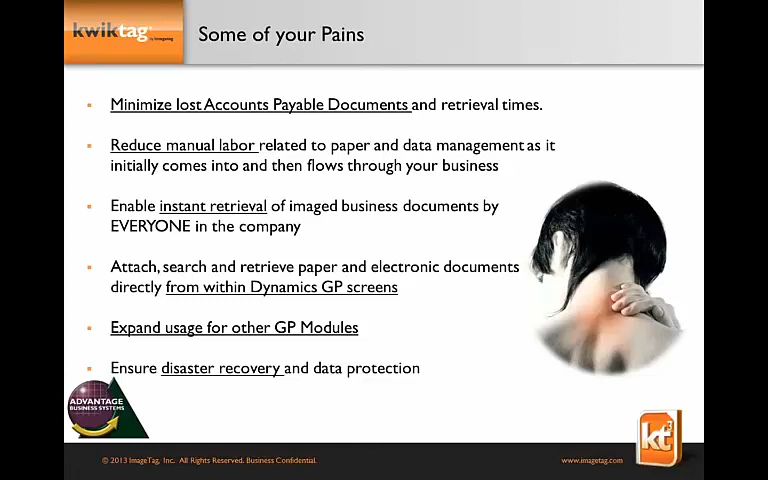 kwiktag
by imagetag
Some of your Pains
Minimize lost Accounts Payable Documents and retrieval times.
Reduce manual labor related to paper and data management as it
initially comes into and then flows through your business
Enable instant retrieval of imaged business documents by
EVERYONE in the company
Attach, search and retrieve paper and electronic documents
directly from within Dynamics GP screens
Expand usage for other GP Modules
Ensure disaster recovery and data protection
ADVANTAGE
BUSINESS SYSTEMS
kt3
© 2013 ImageTag, Inc. All Rights Reserved. Business Confidential.
www.imagetag.com